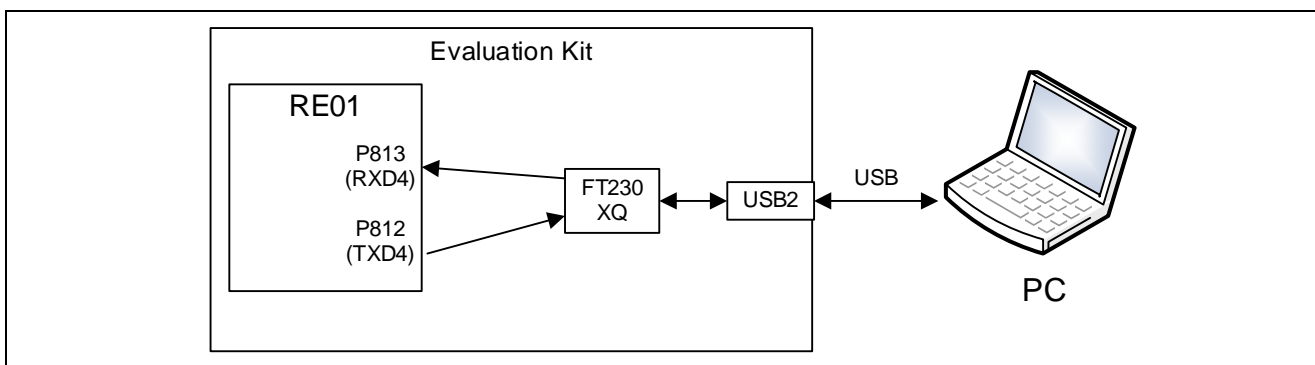 Evaluation Kit
RE01
P813
(RXD4)
P812
(TXD4)
FT230
XQ
USB2
USB
PC